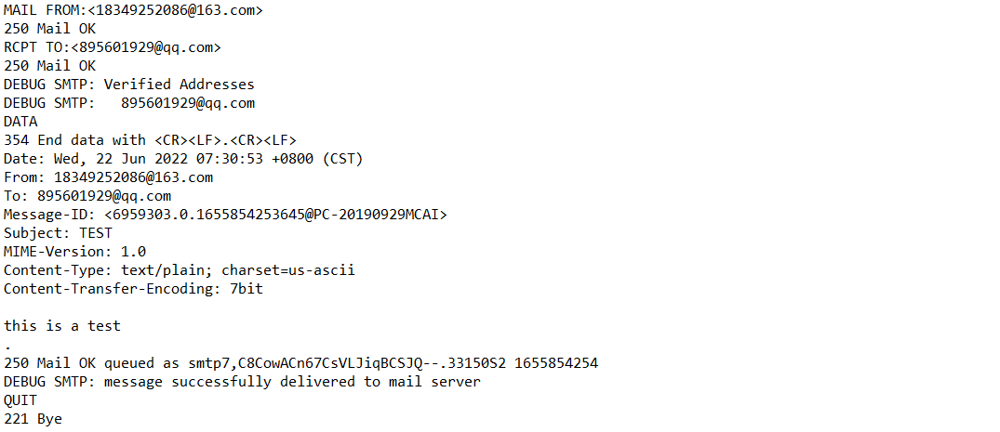 MAIL FROM:<18349252086@163.com>
250 Mail OK
RCPT TO:<895601929@qq.com>
250 Mail OK
DEBUG SMTP: Verified Addresses
DEBUG SMTP:   895601929@qq.com
DATA
354 End data with <CR><LF>.<CR><LF>
Date: Wed, 22 Jun 2022 07:30:53 +0800 (CST)
From: 18349252086@163.com
To: 895601929@qq.com
Message-ID: <6959303.0.1655854253645@PC-20190929MCAI>
Subject: TEST
MIME-Version: 1.0
Content-Type: text/plain; charset=us-ascii
Content-Transfer-Encoding: 7bit

this is a test
.
250 Mail OK queued as smtp7,C8CowACn67CsVLJiqBCSJQ--.33150S2 1655854254
DEBUG SMTP: message successfully delivered to mail server
QUIT
221 Bye